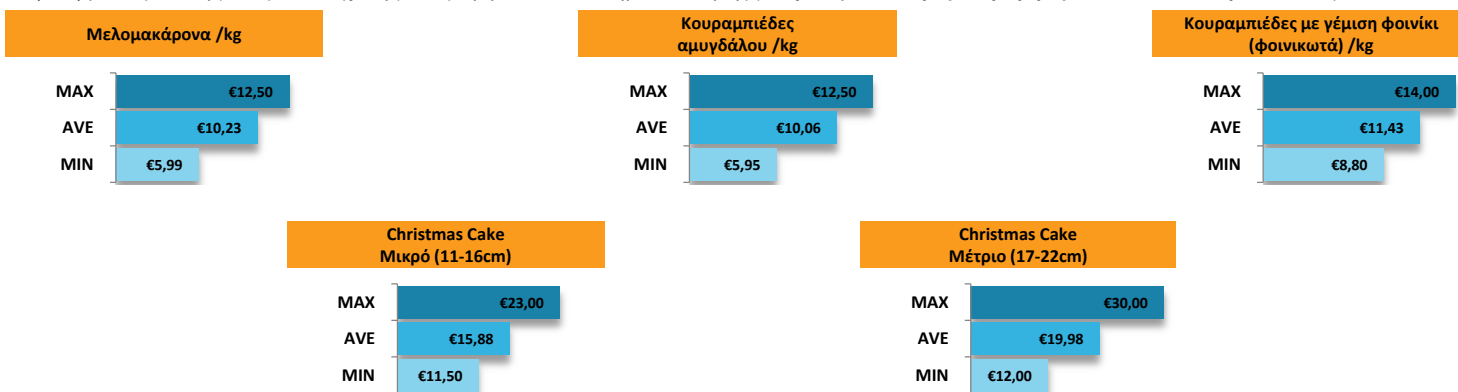 Μελομακάρονα /kg
MAX €12,50
AVE €10,23
MIN €5,99
Κουραμπιέδες
αμυγδάλου /kg
MAX €12,50
AVE €10,06
MIN €5,95
Κουραμπιέδες με γέμιση φοινίκι
(φοινικωτά) /kg
MAX €14,00
AVE €11,43
MIN €8,80
Christmas Cake
Μικρό (11-16cm)
MAX €23,00
AVE €15,88
MIN €11,50
Christmas Cake
Μέτριο (17-22cm)
MAX €30,00
AVE €19,98
MIN €12,00